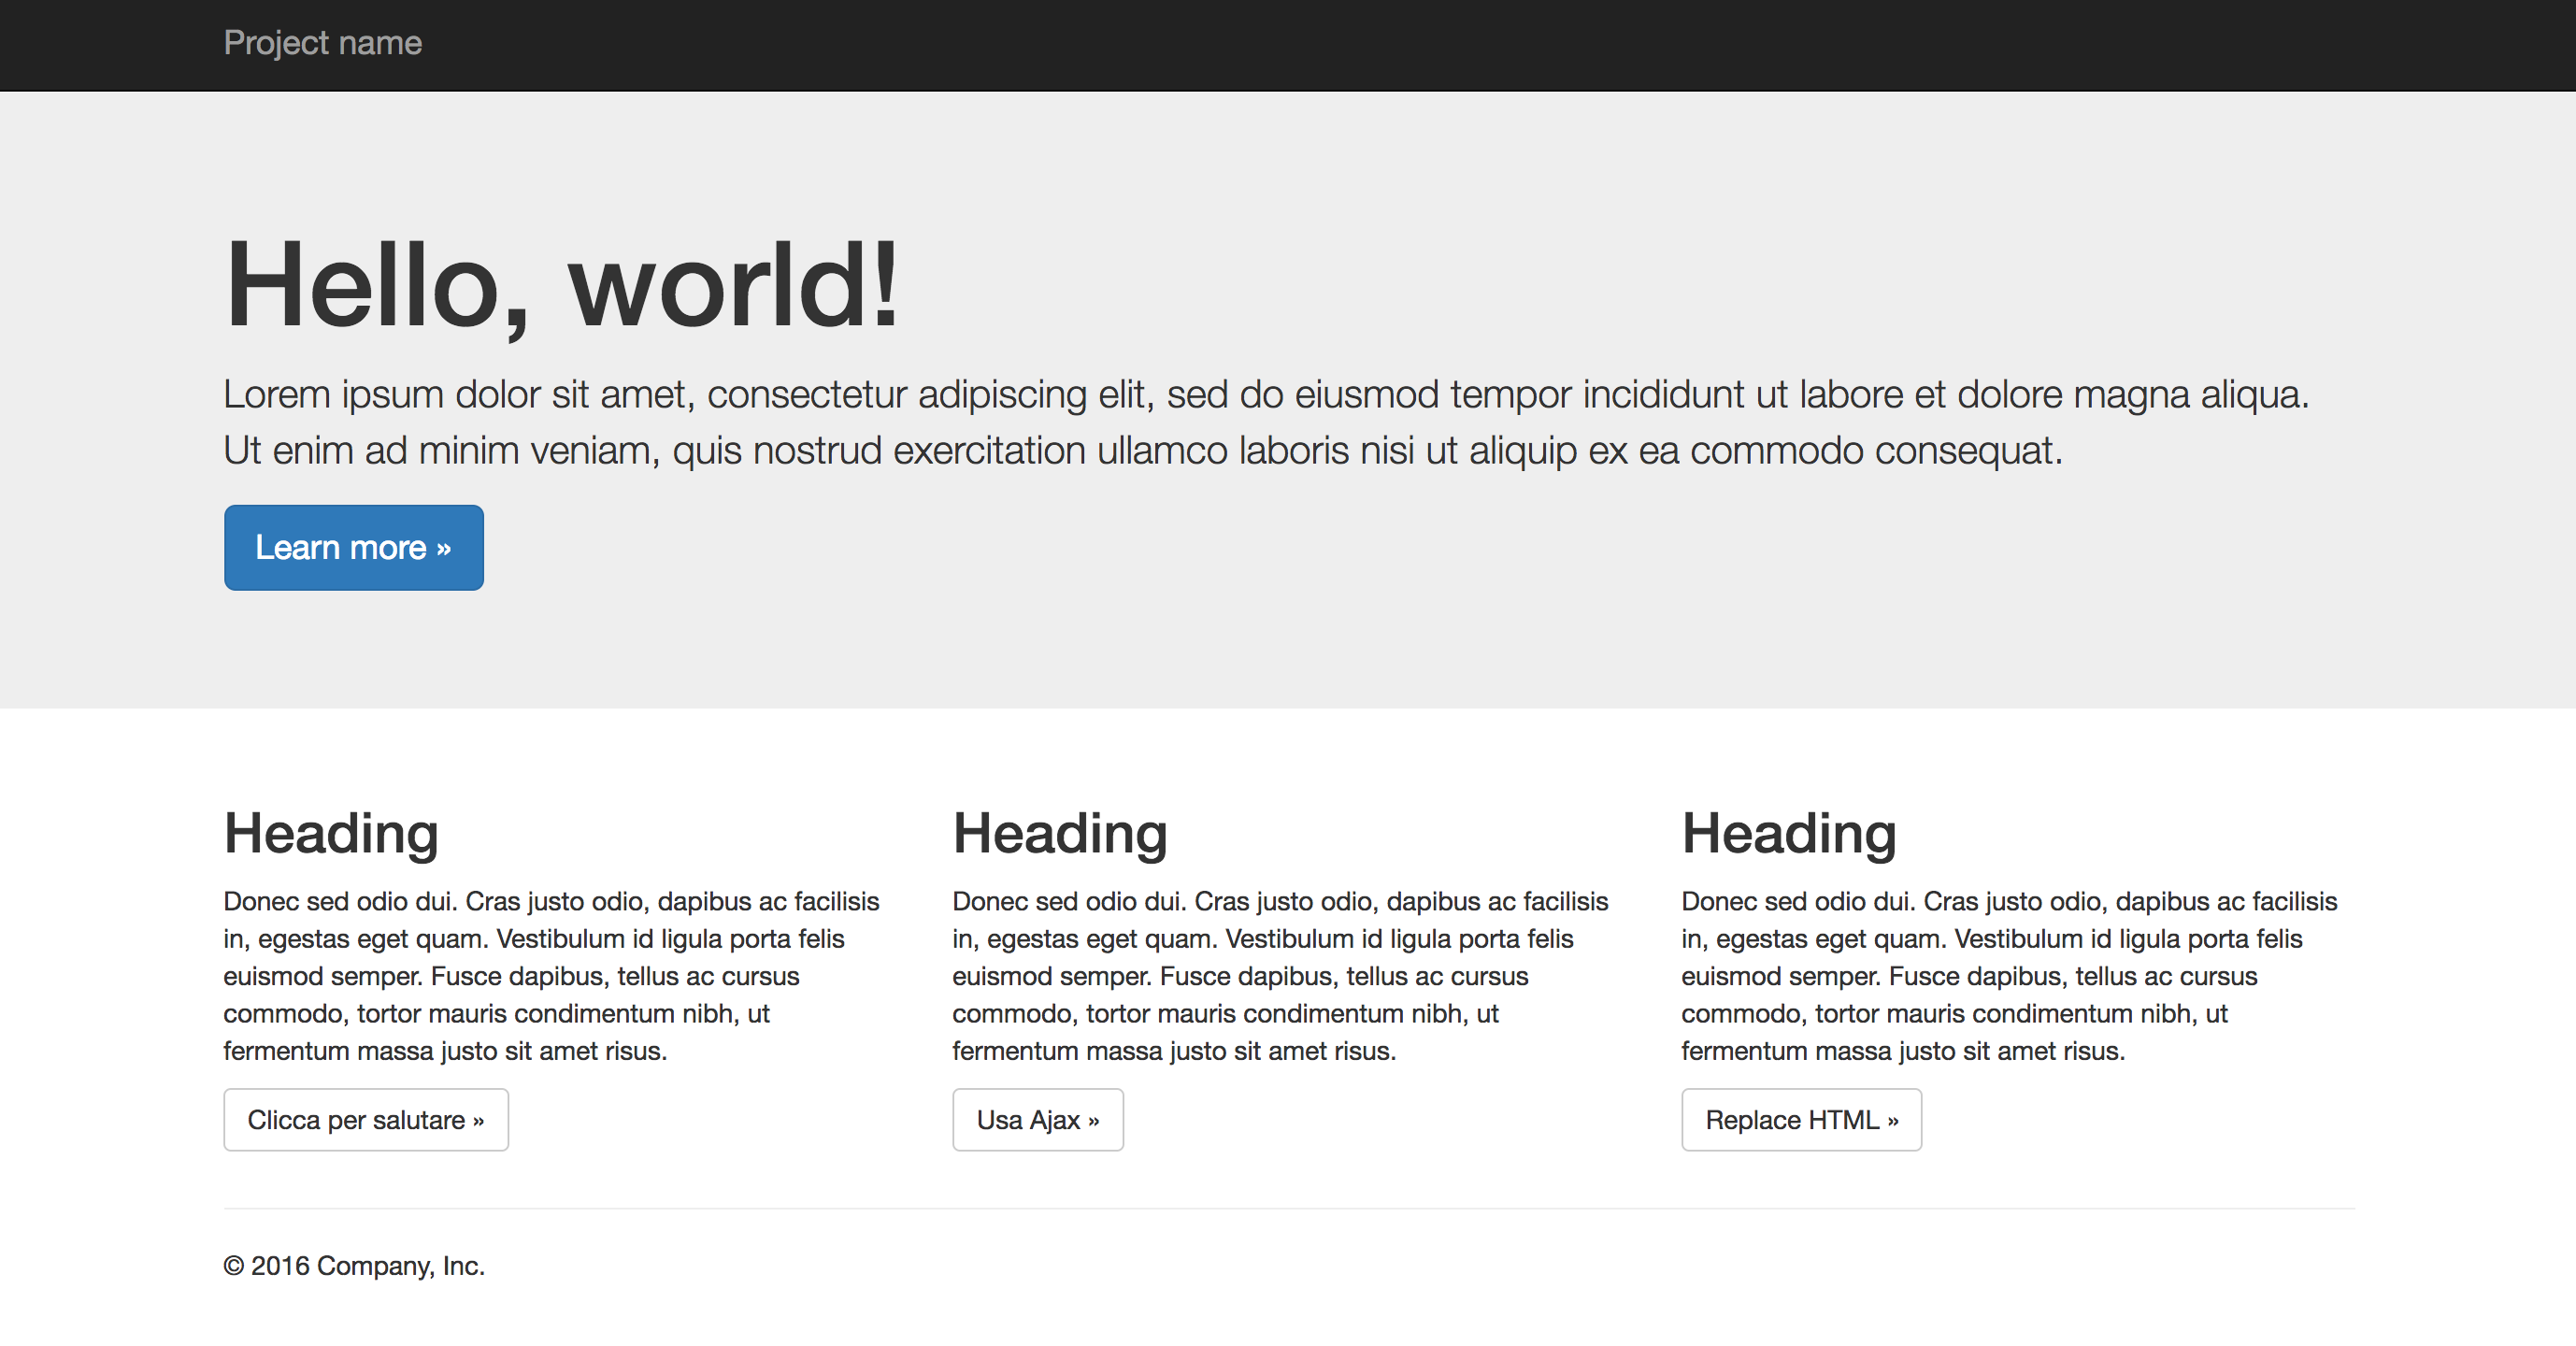 Project name
Hello, world!
Lorem ipsum dolor sit amet, consectetur adipiscing elit, sed do eiusmod tempor incididunt ut labore et dolore magna aliqua.
Ut enim ad minim veniam, quis nostrud exercitation ullamco laboris nisi ut aliquip ex ea commodo consequat.
Learn more »
Heading
Donec sed odio dui. Cras justo odio, dapibus ac facilisis
in, egestas eget quam. Vestibulum id ligula porta felis
euismod semper. Fusce dapibus, tellus ac cursus
commodo, tortor mauris condimentum nibh, ut
fermentum massa justo sit amet risus.
Clicca per salutare »
Heading
Donec sed odio dui. Cras justo odio, dapibus ac facilisis
in, egestas eget quam. Vestibulum id ligula porta felis
euismod semper. Fusce dapibus, tellus ac cursus
commodo, tortor mauris condimentum nibh, ut
fermentum massa justo sit amet risus.
Usa Ajax »
Heading
Donec sed odio dui. Cras justo odio, dapibus ac facilisis
in, egestas eget quam. Vestibulum id ligula porta felis
euismod semper. Fusce dapibus, tellus ac cursus
commodo, tortor mauris condimentum nibh, ut
fermentum massa justo sit amet risus.
Replace HTML »
© 2016 Company, Inc.